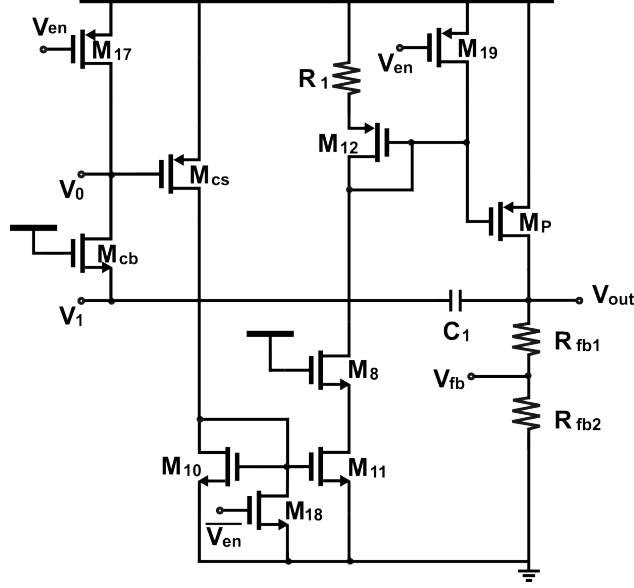 Ven
M17
R1
Ven
M19
M12
V0
Mcs
MP
Mcb
V1
C1
Vout
Rfb1
M8
Vfb
Rfb2
M10
M11
M18
Ven